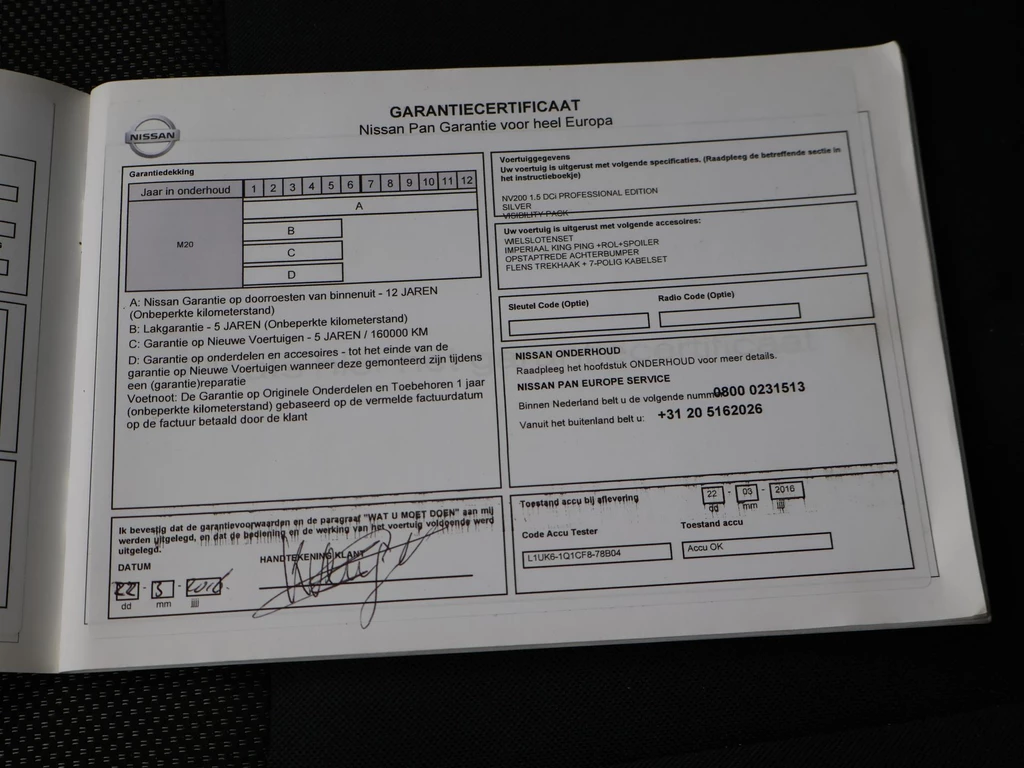 NISSAN
GARANTIECERTIFICAAT
Nissan Pan Garantie voor heel Europa
Garantiedekking
Jaar in onderhoud 1 2 3 4 5 6 7 8 9 10 11 12
A
M20
B
C
D
A: Nissan Garantie op doorroesten van binnenuit - 12 JAREN
(Onbeperkte kilometerstand)
B: Lakgarantie - 5 JAREN (Onbeperkte kilometerstand)
C: Garantie op Nieuwe Voertuigen - 5 JAREN / 160000 KM
D: Garantie op onderdelen en accesoires - tot het einde van de
garantie op Nieuwe Voertuigen wanneer deze gemonteerd zijn tijdens
een (garantie)reparatie
Voetnoot: De Garantie op Originele Onderdelen en Toebehoren 1 jaar
(onbeperkte kilometerstand) gebaseerd op de vermelde factuurdatum
op de factuur betaald door de klant
Ik bevestig dat de garantievoorwaarden en de paragraaf "WAT U MOET DOEN" aan mij
werden uitgelegd, en dat de bediening en de werking van het voertuig voldoende werd
uitgelegd.
DATUM
HANDTEKENING KLANT
22 - 3 - 2016
dd mm jjjj
Voertuiggegevens
Uw voertuig is uitgerust met volgende specificaties, (Raadpleeg de betreffende sectie in
het instructieboekje)
NV200 1.5 DCi PROFESSIONAL EDITION
SILVER
VISIBILITY PACK
Uw voertuig is uitgerust met volgende accesoires:
WIELSLOTENSET
IMPERIAAL KING PING +ROL+SPOILER
OPSTAPTREDE ACHTERBUMPER
FLENS TREKHAAK + 7-POLIG KABELSET
Sleutel Code (Optie)
Radio Code (Optie)
NISSAN ONDERHOUD
Raadpleeg het hoofdstuk ONDERHOUD voor meer details.
NISSAN PAN EUROPE SERVICE
Binnen Nederland belt u de volgende numm 0800 0231513
Vanuit het buitenland belt u: +31 20 5162026
Toestand accu bij aflevering
22 - 03 - 2016
dd mm jjjj
Code Accu Tester
Toestand accu
L1UK6-1Q1CF8-78B04
Accu OK